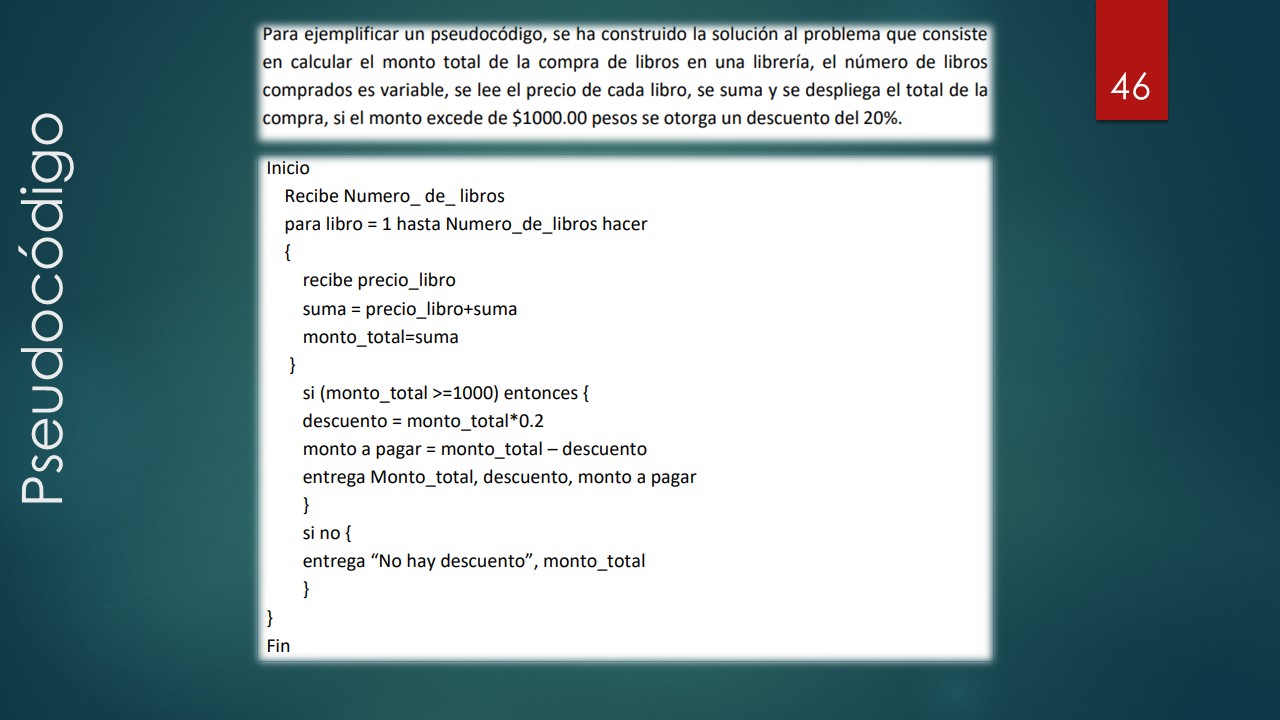 Pseudocódigo
Para ejemplificar un pseudocódigo, se ha construido la solución al problema que consiste
en calcular el monto total de la compra de libros en una librería, el número de libros
comprados es variable, se lee el precio de cada libro, se suma y se despliega el total de la
compra, si el monto excede de $1000.00 pesos se otorga un descuento del 20%.
46
Inicio
Recibe Numero_ de_ libros
para libro = 1 hasta Numero_de_libros hacer
{
recibe precio_libro
suma = precio_libro+suma
monto_total=suma
}
si (monto_total >=1000) entonces {
descuento = monto_total*0.2
monto a pagar = monto_total – descuento
entrega Monto_total, descuento, monto a pagar
}
si no {
entrega “No hay descuento”, monto_total
}
}
Fin